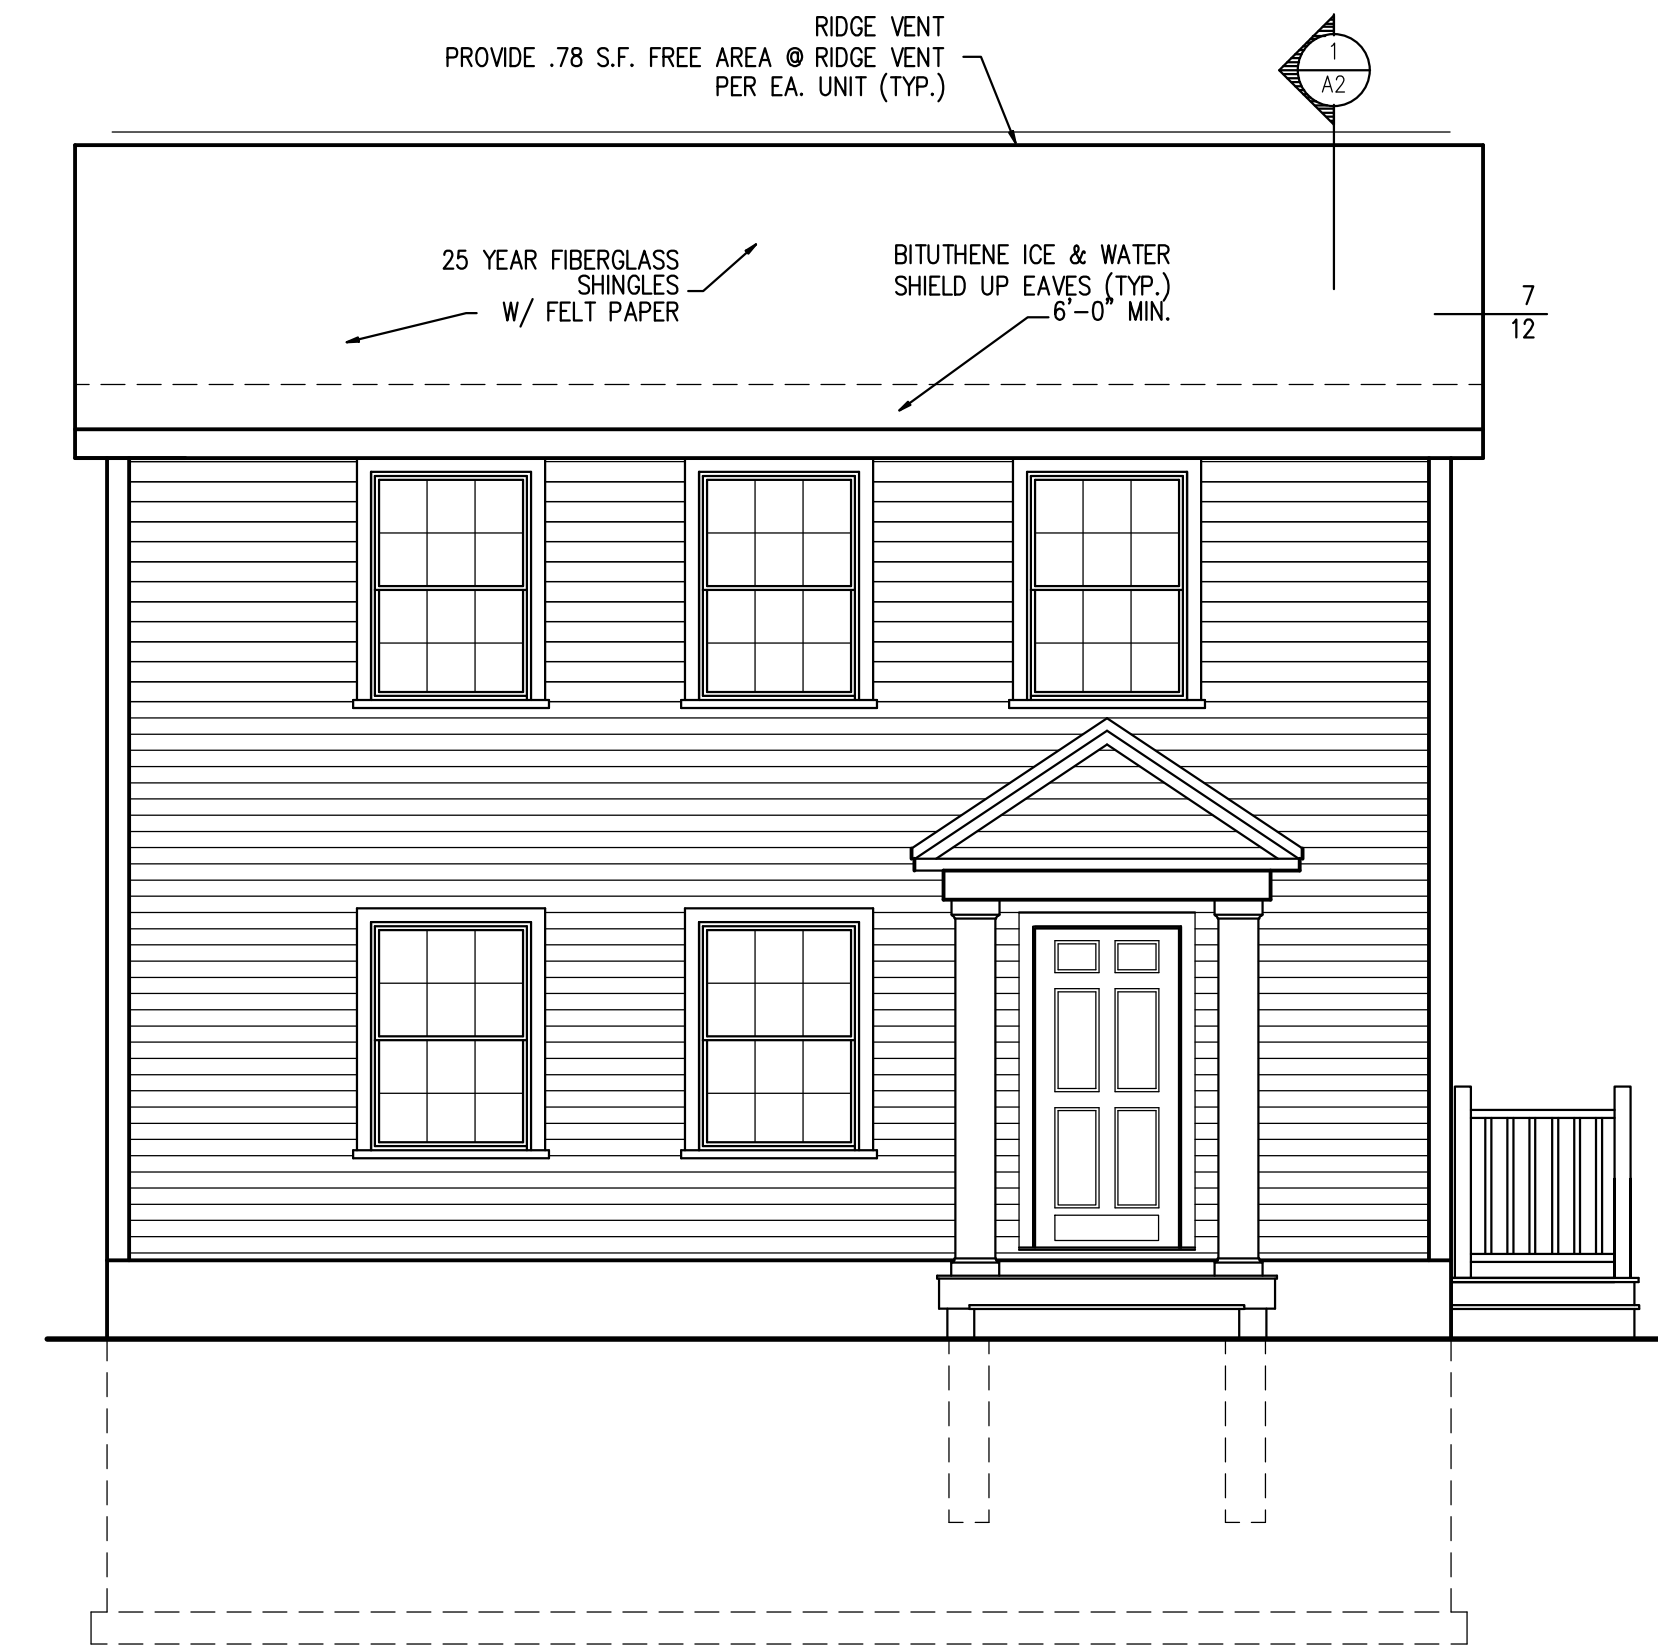 RIDGE VENT
PROVIDE .78 S.F. FREE AREA @ RIDGE VENT
PER EA. UNIT (TYP.)
1
A2
25 YEAR FIBERGLASS
SHINGLES
W/ FELT PAPER
BITUTHENE ICE & WATER
SHIELD UP EAVES (TYP.)
6'-0" MIN.
7
12